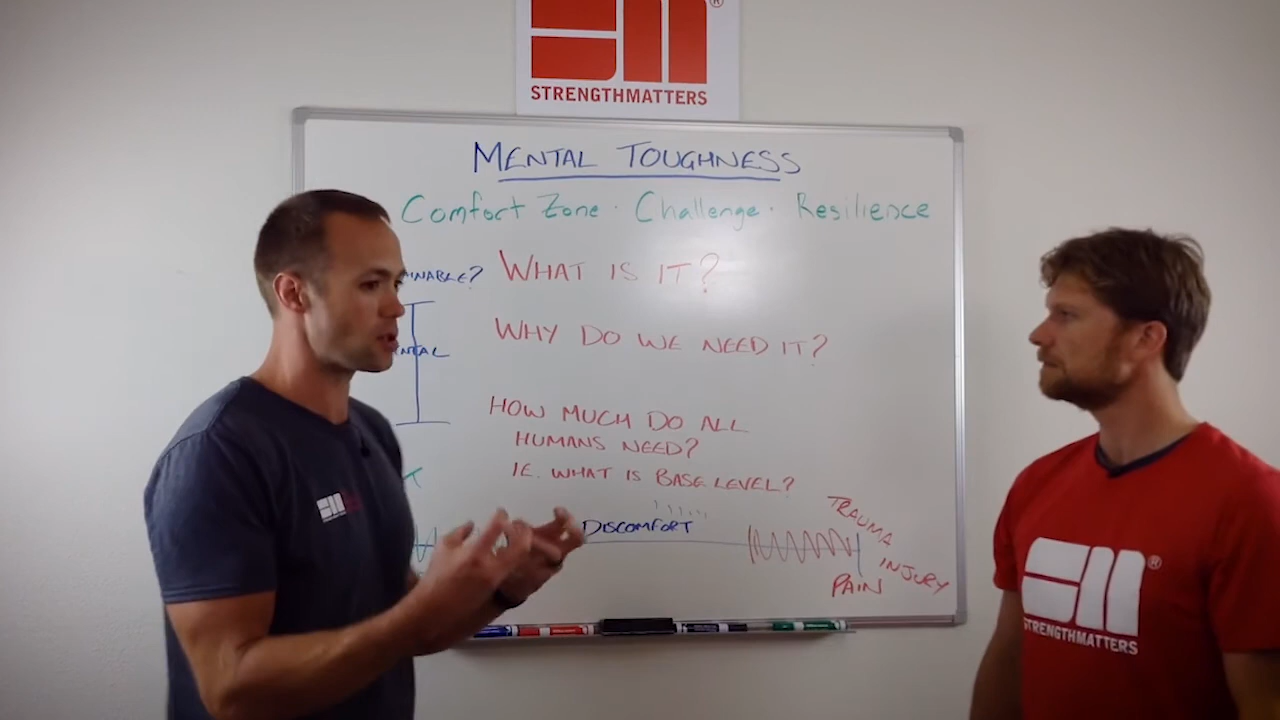 STRENGTHMATTERS
MENTAL TOUGHNESS
Comfort Zone · Challenge · Resilience
WHAT IS IT?
WHY DO WE NEED IT?
HOW MUCH DO ALL
HUMANS NEED?
IE. WHAT IS BASE LEVEL?
DISCOMFORT
TRAUMA
INJURY
PAIN
STRENGTHMATTERS